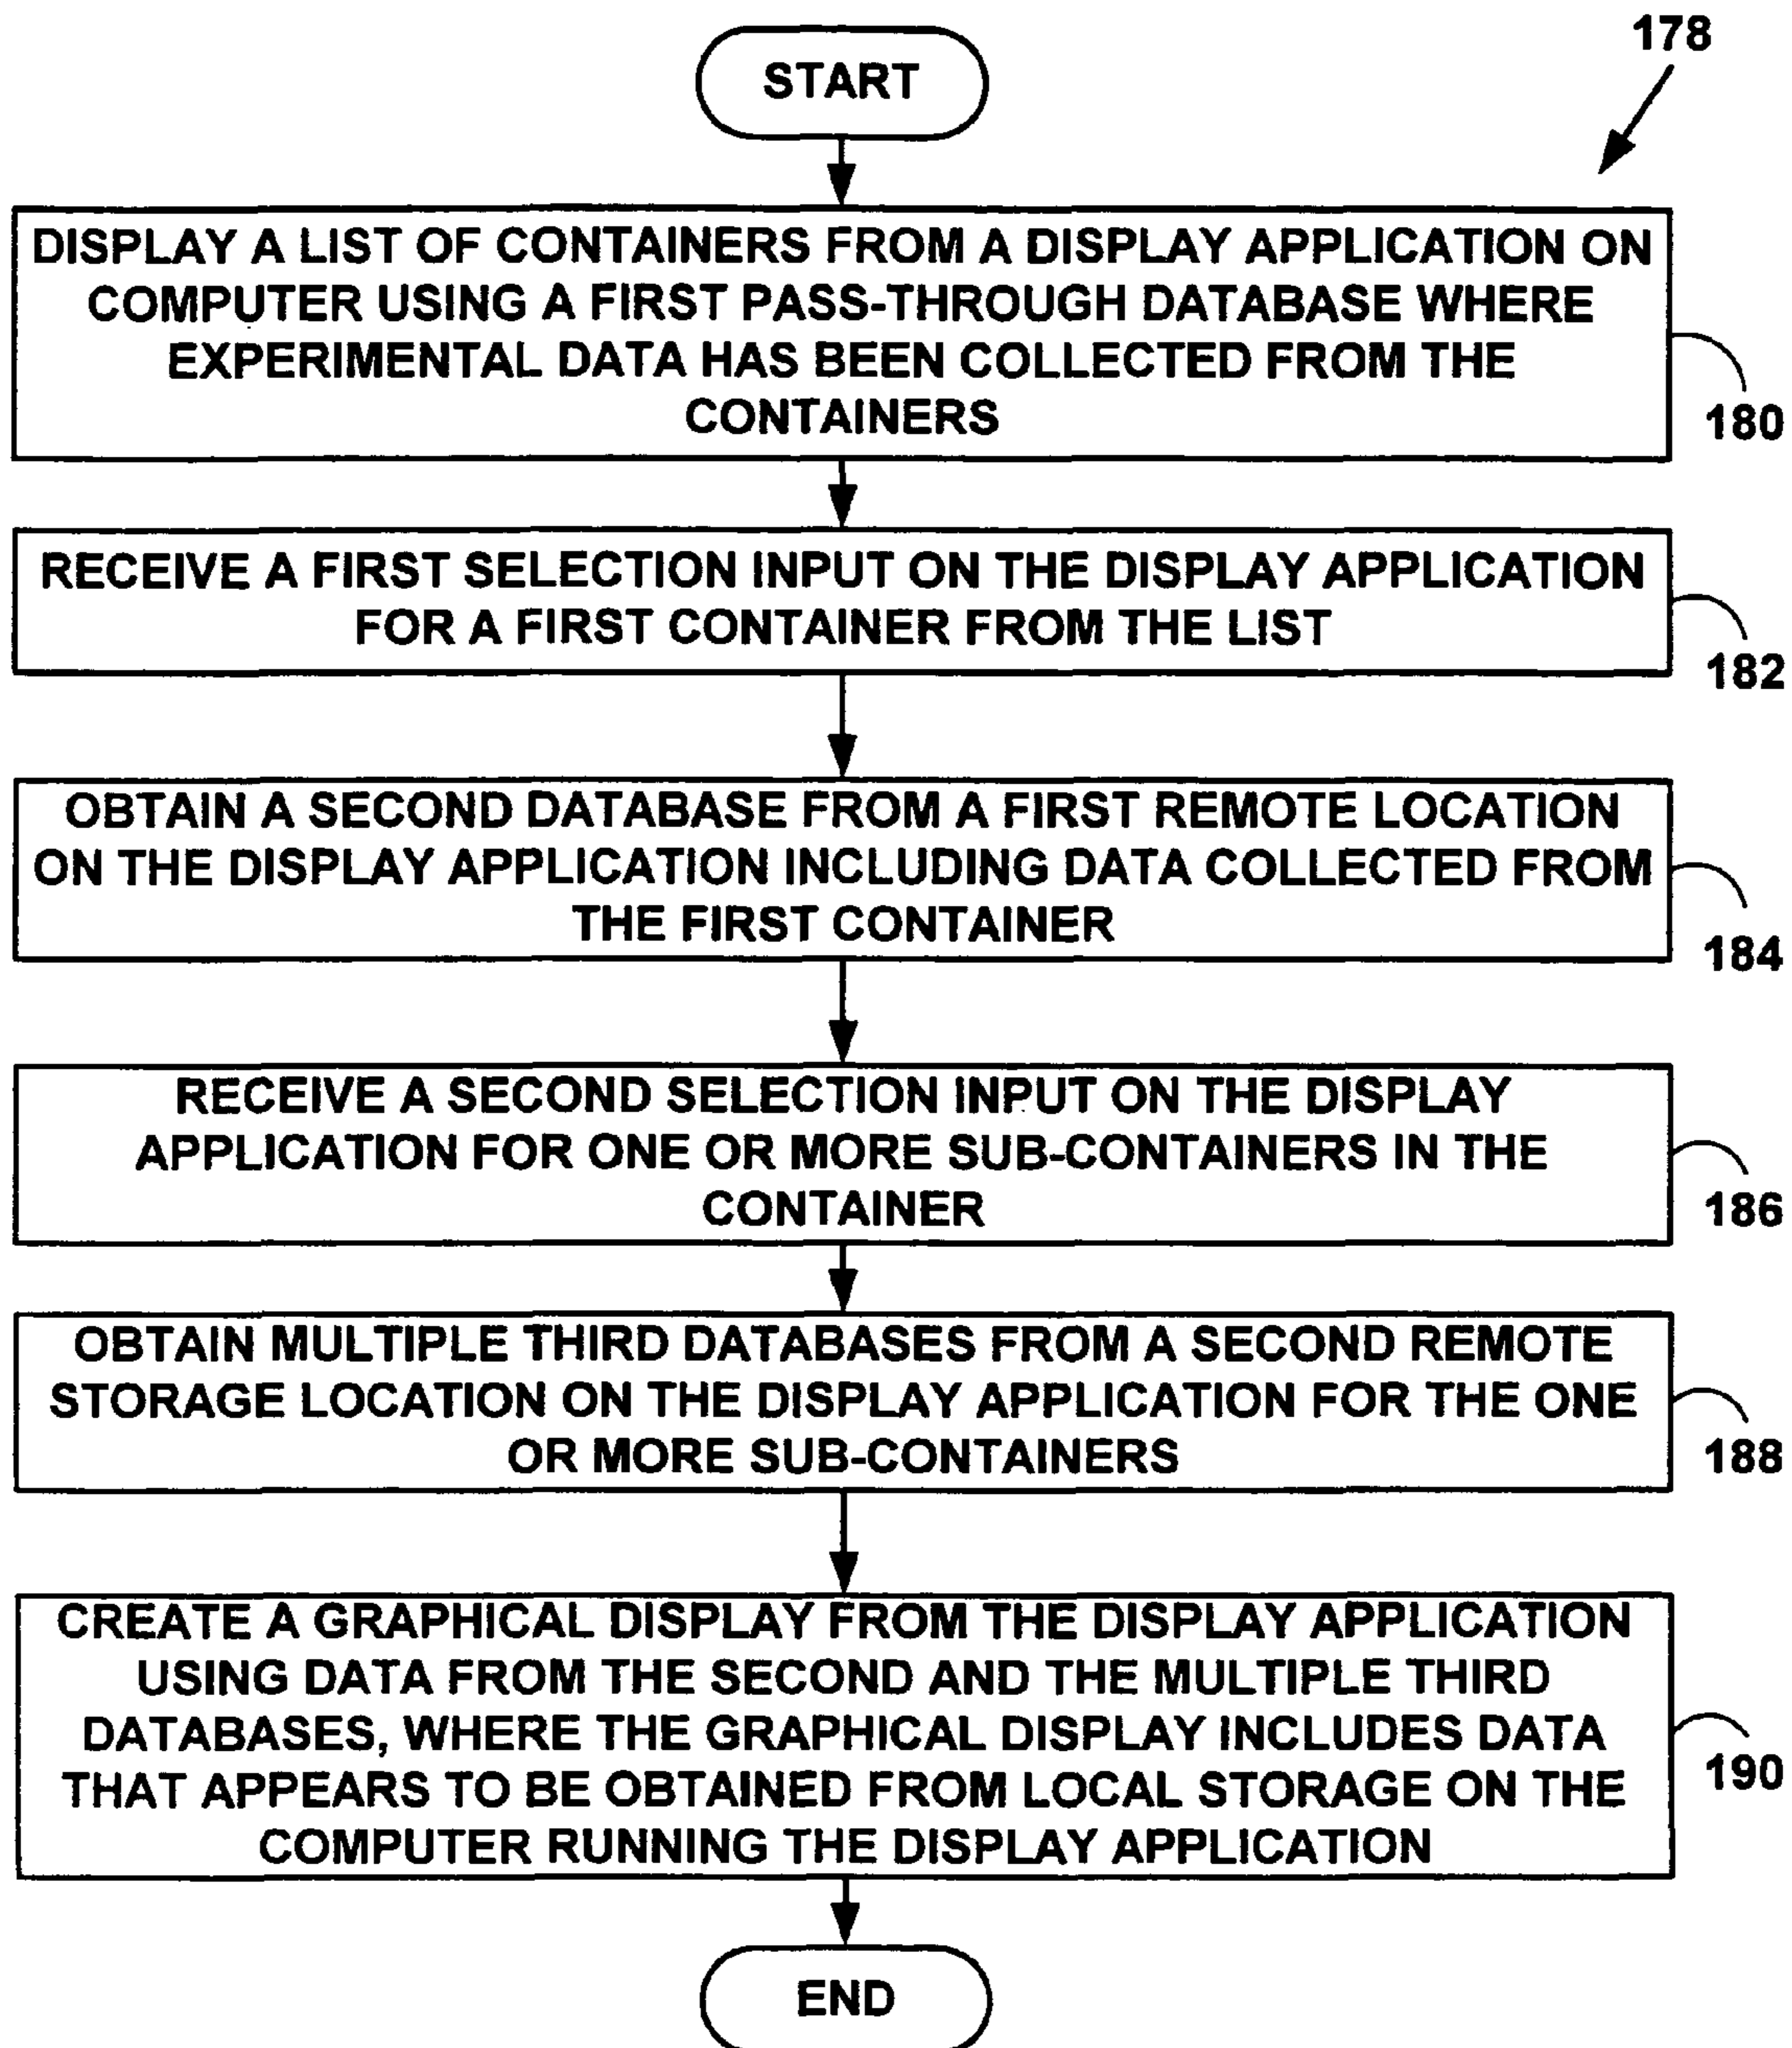 178
START
DISPLAY A LIST OF CONTAINERS FROM A DISPLAY APPLICATION ON
COMPUTER USING A FIRST PASS-THROUGH DATABASE WHERE
EXPERIMENTAL DATA HAS BEEN COLLECTED FROM THE
CONTAINERS
180
RECEIVE A FIRST SELECTION INPUT ON THE DISPLAY APPLICATION
FOR A FIRST CONTAINER FROM THE LIST
182
OBTAIN A SECOND DATABASE FROM A FIRST REMOTE LOCATION
ON THE DISPLAY APPLICATION INCLUDING DATA COLLECTED FROM
THE FIRST CONTAINER
184
RECEIVE A SECOND SELECTION INPUT ON THE DISPLAY
APPLICATION FOR ONE OR MORE SUB-CONTAINERS IN THE
CONTAINER
186
OBTAIN MULTIPLE THIRD DATABASES FROM A SECOND REMOTE
STORAGE LOCATION ON THE DISPLAY APPLICATION FOR THE ONE
OR MORE SUB-CONTAINERS
188
CREATE A GRAPHICAL DISPLAY FROM THE DISPLAY APPLICATION
USING DATA FROM THE SECOND AND THE MULTIPLE THIRD
DATABASES, WHERE THE GRAPHICAL DISPLAY INCLUDES DATA
THAT APPEARS TO BE OBTAINED FROM LOCAL STORAGE ON THE
COMPUTER RUNNING THE DISPLAY APPLICATION
190
END